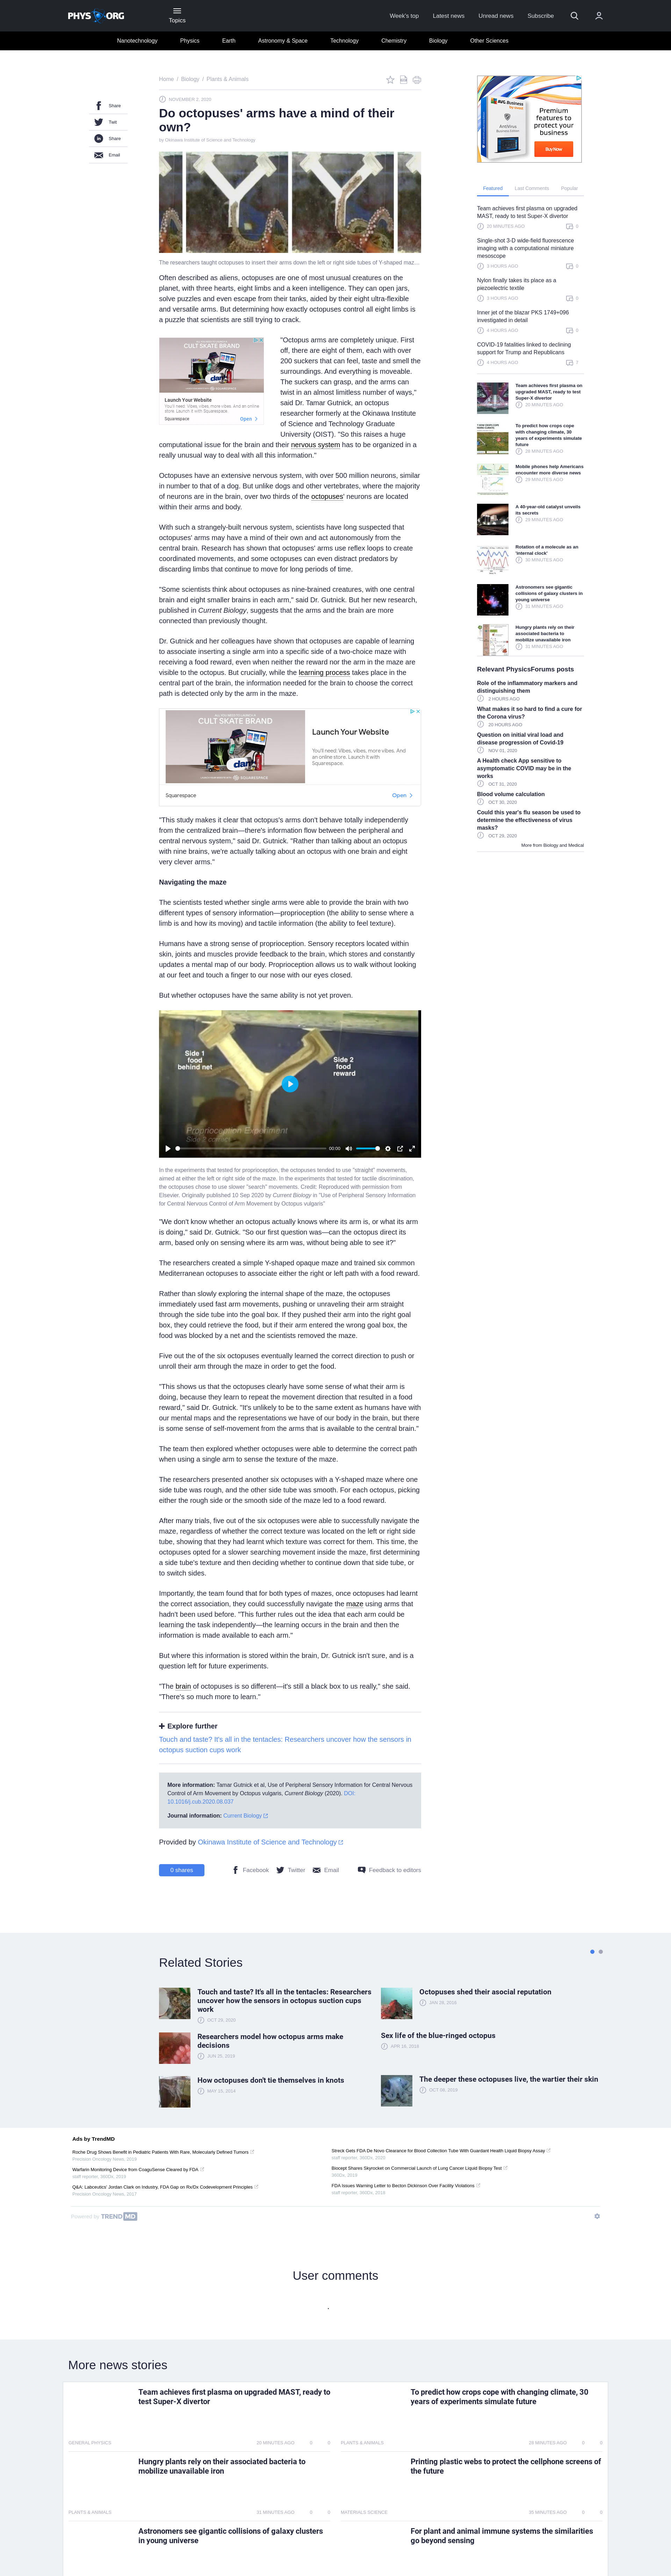 PHYS ORG
Topics
Week's top
Latest news
Unread news
Subscribe
Nanotechnology
Physics
Earth
Astronomy & Space
Technology
Chemistry
Biology
Other Sciences
Share
Twit
Share
Email
Home / Biology / Plants & Animals
NOVEMBER 2, 2020
Do octopuses' arms have a mind of their
own?
by Okinawa Institute of Science and Technology
The researchers taught octopuses to insert their arms down the left or right side tubes of Y-shaped maz…
Often described as aliens, octopuses are one of most unusual creatures on the
planet, with three hearts, eight limbs and a keen intelligence. They can open jars,
solve puzzles and even escape from their tanks, aided by their eight ultra-flexible
and versatile arms. But determining how exactly octopuses control all eight limbs is
a puzzle that scientists are still trying to crack.
CULT SKATE BRAND
Launch Your Website
You'll need: Vibes, vibes, more vibes. And an online
store. Launch it with Squarespace
Squarespace
Open
"Octopus arms are completely unique. First
off, there are eight of them, each with over
200 suckers that can feel, taste and smell the
surroundings. And everything is moveable.
The suckers can grasp, and the arms can
twist in an almost limitless number of ways,"
said Dr. Tamar Gutnick, an octopus
researcher formerly at the Okinawa Institute
of Science and Technology Graduate
University (OIST). "So this raises a huge
computational issue for the brain and their nervous system has to be organized in a
really unusual way to deal with all this information."
Octopuses have an extensive nervous system, with over 500 million neurons, similar
in number to that of a dog. But unlike dogs and other vertebrates, where the majority
of neurons are in the brain, over two thirds of the octopuses' neurons are located
within their arms and body.
With such a strangely-built nervous system, scientists have long suspected that
octopuses' arms may have a mind of their own and act autonomously from the
central brain. Research has shown that octopuses' arms use reflex loops to create
coordinated movements, and some octopuses can even distract predators by
discarding limbs that continue to move for long periods of time.
"Some scientists think about octopuses as nine-brained creatures, with one central
brain and eight smaller brains in each arm," said Dr. Gutnick. But her new research,
published in Current Biology, suggests that the arms and the brain are more
connected than previously thought.
Dr. Gutnick and her colleagues have shown that octopuses are capable of learning
to associate inserting a single arm into a specific side of a two-choice maze with
receiving a food reward, even when neither the reward nor the arm in the maze are
visible to the octopus. But crucially, while the learning process takes place in the
central part of the brain, the information needed for the brain to choose the correct
path is detected only by the arm in the maze.
CULT SKATE BRAND
dantai.
SQUARESPACE
Launch Your Website
You'll need: Vibes, vibes, more vibes. And
an online store. Launch it with
Squarespace.
Squarespace
Open
"This study makes it clear that octopus's arms don't behave totally independently
from the centralized brain—there's information flow between the peripheral and
central nervous system," said Dr. Gutnick. "Rather than talking about an octopus
with nine brains, we're actually talking about an octopus with one brain and eight
very clever arms."
Navigating the maze
The scientists tested whether single arms were able to provide the brain with two
different types of sensory information—proprioception (the ability to sense where a
limb is and how its moving) and tactile information (the ability to feel texture).
Humans have a strong sense of proprioception. Sensory receptors located within
skin, joints and muscles provide feedback to the brain, which stores and constantly
updates a mental map of our body. Proprioception allows us to walk without looking
at our feet and touch a finger to our nose with our eyes closed.
But whether octopuses have the same ability is not yet proven.
Side 1
food
behind net
Side 2
food
reward
Proprioception Experiment
00:00
In the experiments that tested for proprioception, the octopuses tended to use "straight" movements,
aimed at either the left or right side of the maze. In the experiments that tested for tactile discrimination,
the octopuses chose to use slower "search" movements. Credit: Reproduced with permission from
Elsevier. Originally published 10 Sep 2020 by Current Biology in "Use of Peripheral Sensory Information
for Central Nervous Control of Arm Movement by Octopus vulgaris"
"We don't know whether an octopus actually knows where its arm is, or what its arm
is doing," said Dr. Gutnick. "So our first question was—can the octopus direct its
arm, based only on sensing where its arm was, without being able to see it?"
The researchers created a simple Y-shaped opaque maze and trained six common
Mediterranean octopuses to associate either the right or left path with a food reward.
Rather than slowly exploring the internal shape of the maze, the octopuses
immediately used fast arm movements, pushing or unraveling their arm straight
through the side tube into the goal box. If they pushed their arm into the right goal
box, they could retrieve the food, but if their arm entered the wrong goal box, the
food was blocked by a net and the scientists removed the maze.
Five out the of the six octopuses eventually learned the correct direction to push or
unroll their arm through the maze in order to get the food.
"This shows us that the octopuses clearly have some sense of what their arm is
doing, because they learn to repeat the movement direction that resulted in a food
reward," said Dr. Gutnick. "It's unlikely to be to the same extent as humans have with
our mental maps and the representations we have of our body in the brain, but there
is some sense of self-movement from the arms that is available to the central brain."
The team then explored whether octopuses were able to determine the correct path
when using a single arm to sense the texture of the maze.
The researchers presented another six octopuses with a Y-shaped maze where one
side tube was rough, and the other side tube was smooth. For each octopus, picking
either the rough side or the smooth side of the maze led to a food reward.
After many trials, five out of the six octopuses were able to successfully navigate the
maze, regardless of whether the correct texture was located on the left or right side
tube, showing that they had learnt which texture was correct for them. This time, the
octopuses opted for a slower searching movement inside the maze, first determining
a side tube's texture and then deciding whether to continue down that side tube, or
to switch sides.
Importantly, the team found that for both types of mazes, once octopuses had learnt
the correct association, they could successfully navigate the maze using arms that
hadn't been used before. "This further rules out the idea that each arm could be
learning the task independently—the learning occurs in the brain and then the
information is made available to each arm."
But where this information is stored within the brain, Dr. Gutnick isn't sure, and is a
question left for future experiments.
"The brain of octopuses is so different—it's still a black box to us really," she said.
"There's so much more to learn."
Explore further
Touch and taste? It's all in the tentacles: Researchers uncover how the sensors in
octopus suction cups work
More information: Tamar Gutnick et al, Use of Peripheral Sensory Information for Central Nervous
Control of Arm Movement by Octopus vulgaris, Current Biology (2020). DOI:
10.1016/j.cub.2020.08.037
Journal information: Current Biology
Provided by Okinawa Institute of Science and Technology
0 shares
Facebook
Twitter
Email
Feedback to editors
AVG. Business
AVG AntiVirus Business Edition
Premium
features to
protect your
business
Buy Now
Featured
Last Comments
Popular
Team achieves first plasma on upgraded
MAST, ready to test Super-X divertor
20 MINUTES AGO 0
Single-shot 3-D wide-field fluorescence
imaging with a computational miniature
mesoscope
3 HOURS AGO 0
Nylon finally takes its place as a
piezoelectric textile
3 HOURS AGO 0
Inner jet of the blazar PKS 1749+096
investigated in detail
4 HOURS AGO 0
COVID-19 fatalities linked to declining
support for Trump and Republicans
4 HOURS AGO 7
Team achieves first plasma on
upgraded MAST, ready to test
Super-X divertor
20 MINUTES AGO
To predict how crops cope
with changing climate, 30
years of experiments simulate
future
28 MINUTES AGO
Mobile phones help Americans
encounter more diverse news
28 MINUTES AGO
A 40-year-old catalyst unveils
its secrets
28 MINUTES AGO
Rotation of a molecule as an
'internal clock'
30 MINUTES AGO
Astronomers see gigantic
collisions of galaxy clusters in
young universe
31 MINUTES AGO
Hungry plants rely on their
associated bacteria to
mobilize unavailable iron
31 MINUTES AGO
Relevant PhysicsForums posts
Role of the inflammatory markers and
distinguishing them
2 HOURS AGO
What makes it so hard to find a cure for
the Corona virus?
20 HOURS AGO
Question on initial viral load and
disease progression of Covid-19
NOV 01, 2020
A Health check App sensitive to
asymptomatic COVID may be in the
works
OCT 31, 2020
Blood volume calculation
OCT 30, 2020
Could this year's flu season be used to
determine the effectiveness of virus
masks?
OCT 29, 2020
More from Biology and Medical
Related Stories
Touch and taste? It's all in the tentacles: Researchers
uncover how the sensors in octopus suction cups
work
OCT 29, 2020
Octopuses shed their asocial reputation
JAN 28, 2016
Researchers model how octopus arms make
decisions
JUN 25, 2019
Sex life of the blue-ringed octopus
APR 19, 2016
How octopuses don't tie themselves in knots
MAY 15, 2014
The deeper these octopuses live, the wartier their skin
OCT 08, 2019
Ads by TrendMD
Roche Drug Shows Benefit in Pediatric Patients With Rare, Molecularly Defined Tumors
Precision Oncology News, 2019
Warfarin Monitoring Device from CoaguSense Cleared by FDA
staff reporter, 360Dx, 2019
Q&A: Labcedtics' Jordan Clark on Industry, FDA Gap on Rx/Dx Codevelopment Principles
Precision Oncology News, 2017
Streck Gets FDA De Novo Clearance for Blood Collection Tube With Guardant Health Liquid Biopsy Assay
staff reporter, 360Dx, 2020
Biocept Shares Skyrocket on Commercial Launch of Lung Cancer Liquid Biopsy Test
360Dx, 2019
FDA Issues Warning Letter to Becton Dickinson Over Facility Violations
staff reporter, 360Dx, 2018
Powered by TREND MD
User comments
More news stories
Team achieves first plasma on upgraded MAST, ready to
test Super-X divertor
GENERAL PHYSICS 20 MINUTES AGO 0 0
To predict how crops cope with changing climate, 30
years of experiments simulate future
PLANTS & ANIMALS 28 MINUTES AGO 0 0
Hungry plants rely on their associated bacteria to
mobilize unavailable iron
PLANTS & ANIMALS 31 MINUTES AGO 0 0
Printing plastic webs to protect the cellphone screens of
the future
MATERIALS SCIENCE 35 MINUTES AGO 0 0
Astronomers see gigantic collisions of galaxy clusters
in young universe
For plant and animal immune systems the similarities
go beyond sensing